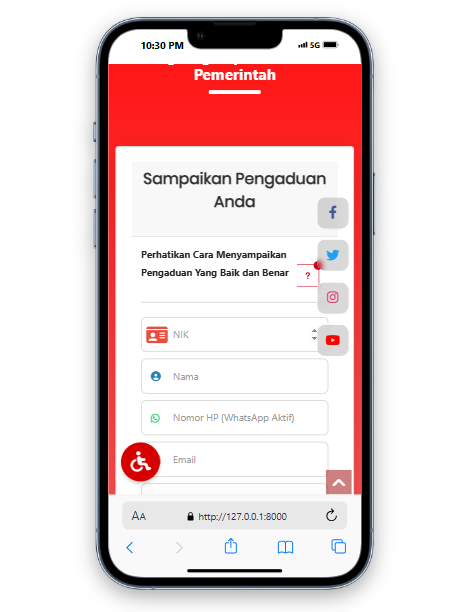 10:30 PM
5G
Pemerintah
Sampaikan Pengaduan
Anda
Perhatikan Cara Menyampaikan
Pengaduan Yang Baik dan Benar
?
NIK
Nama
Nomor HP (WhatsApp Aktif)
Email
AA
http://127.0.0.1:8000